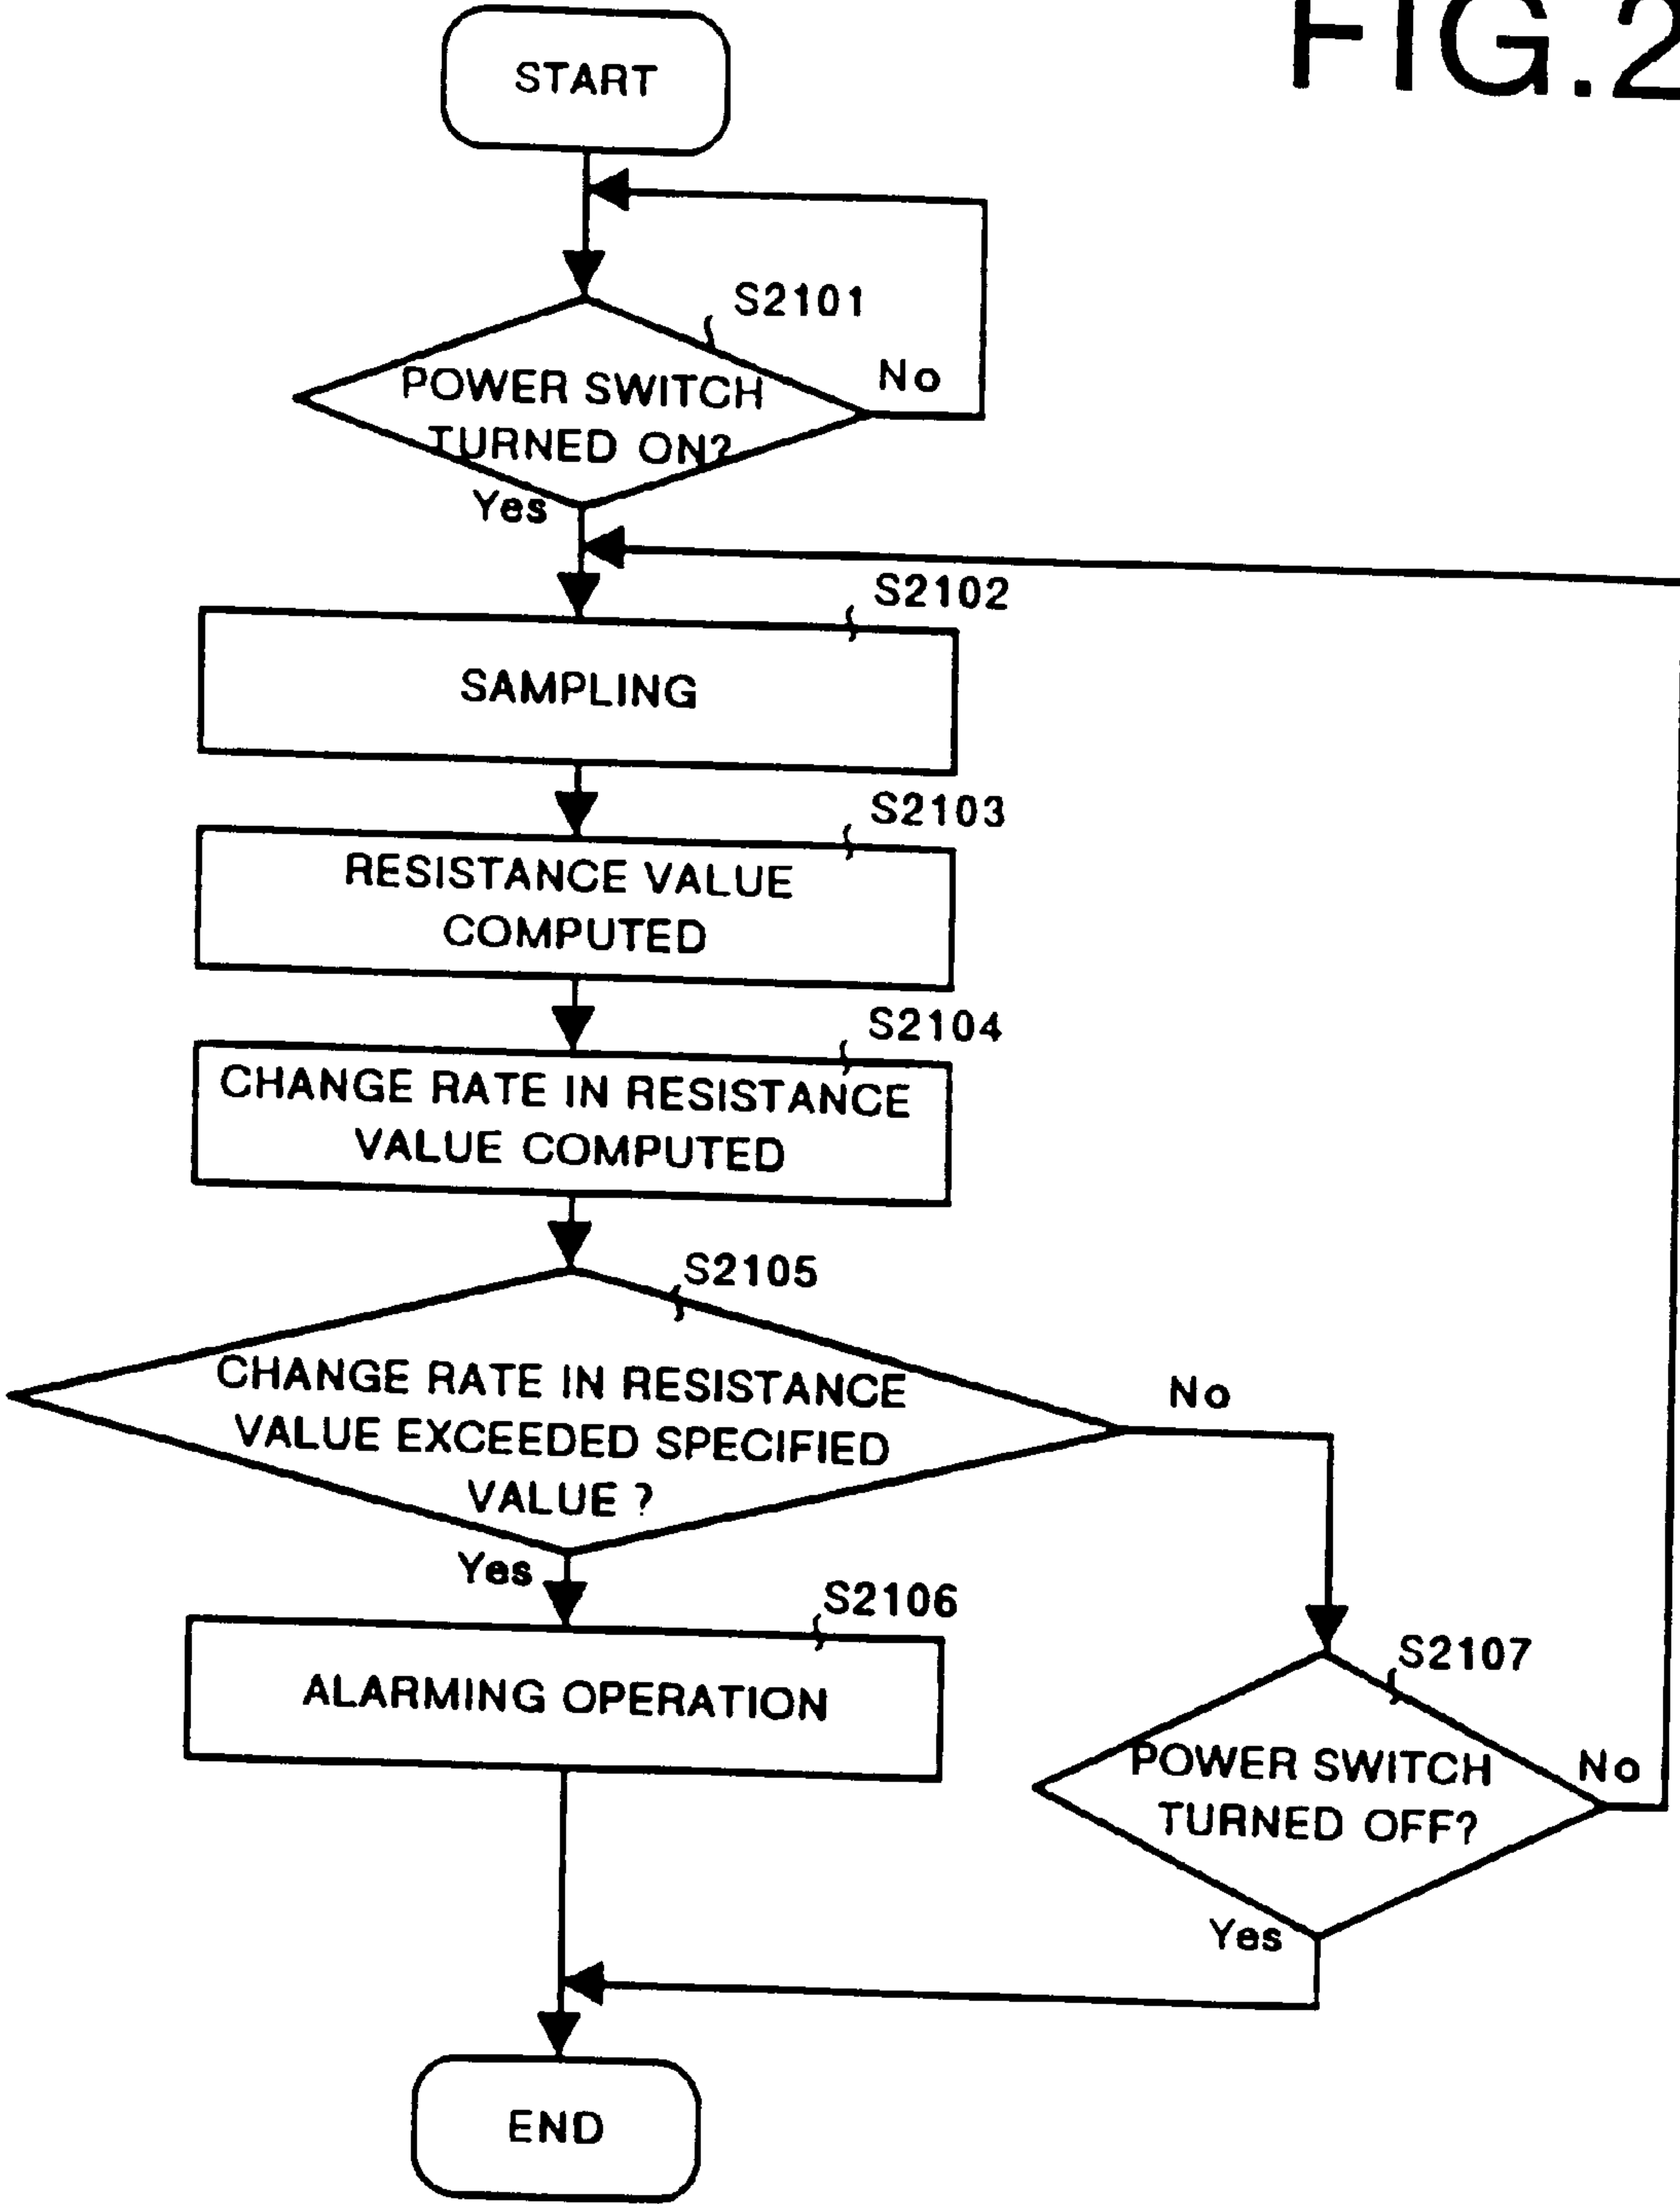 FIG.2
START
S2101
POWER SWITCH
TURNED ON?
No
Yes
S2102
SAMPLING
S2103
RESISTANCE VALUE
COMPUTED
S2104
CHANGE RATE IN RESISTANCE
VALUE COMPUTED
S2105
CHANGE RATE IN RESISTANCE
VALUE EXCEEDED SPECIFIED
VALUE ?
No
Yes
S2106
ALARMING OPERATION
S2107
POWER SWITCH
TURNED OFF?
No
Yes
END